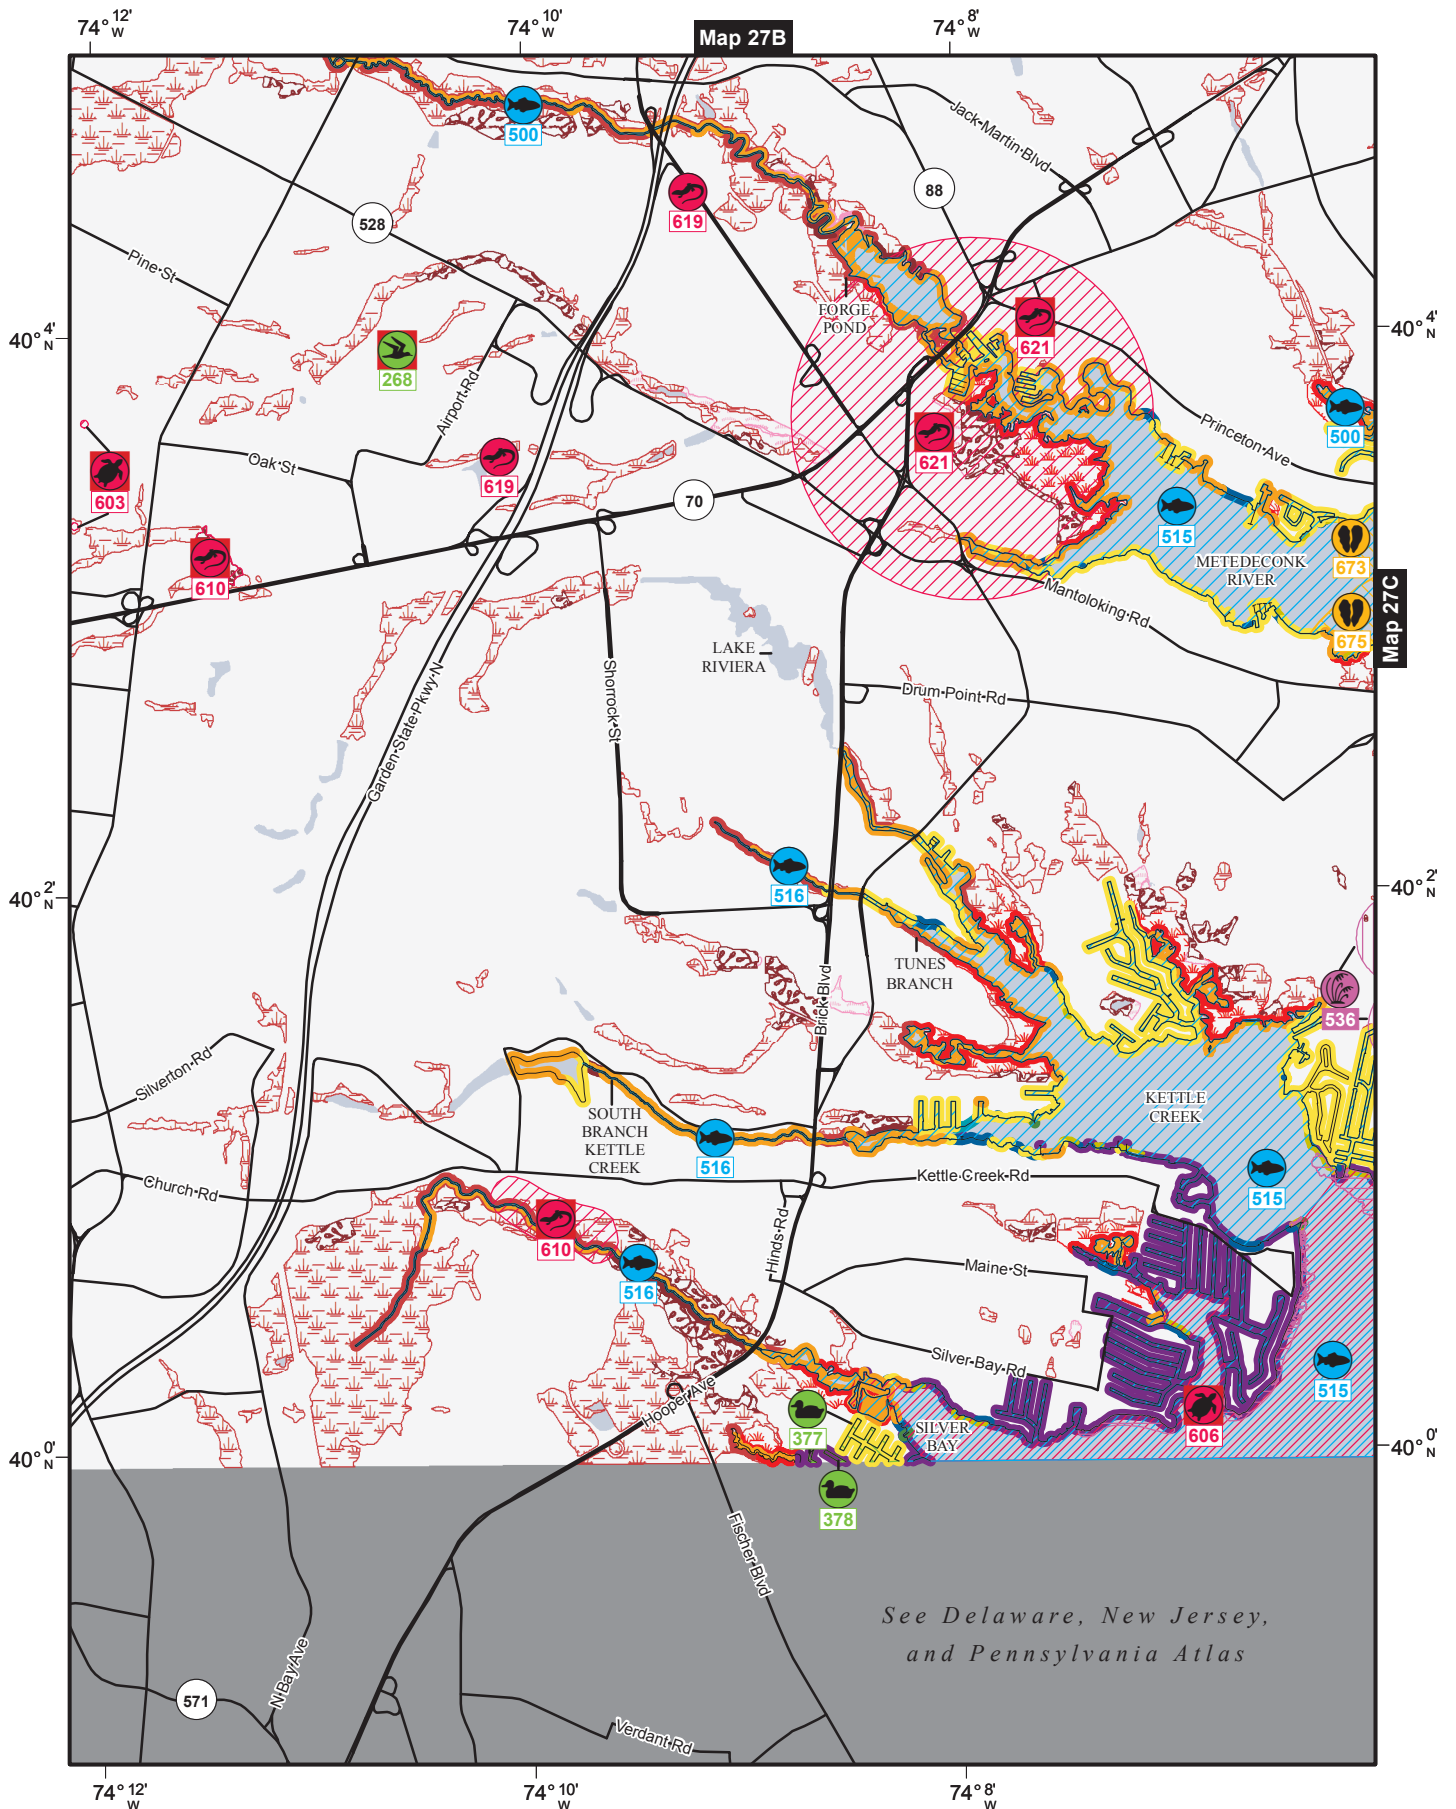 74° 12' W
74° 10' W
74° 8' W
Map 27B
500
Jack Martin Blvd
88
619
528
Pine St
FORGE
POND
621
40° 4' N
40° 4' N
268
Airport Rd
Princeton Ave
500
621
Oak St
603
619
70
515
673
METEDECONK
RIVER
610
Mantoloking Rd
675
Map 27C
LAKE
RIVIERA
Garden State Pkwy N
Shorrock St
Drum Point Rd
516
40° 2' N
40° 2' N
TUNES
BRANCH
Brick Blvd
536
Silverton Rd
SOUTH
BRANCH
KETTLE
CREEK
KETTLE
CREEK
516
Church Rd
Kettle Creek Rd
515
610
Hinds Rd
516
Maine St
Silver Bay Rd
515
Hooper Ave
377
SILVER
BAY
606
40° 0' N
40° 0' N
378
Fischer Blvd
See Delaware, New Jersey,
and Pennsylvania Atlas
N Bay Ave
571
Verdant Rd
74° 12' W
74° 10' W
74° 8' W